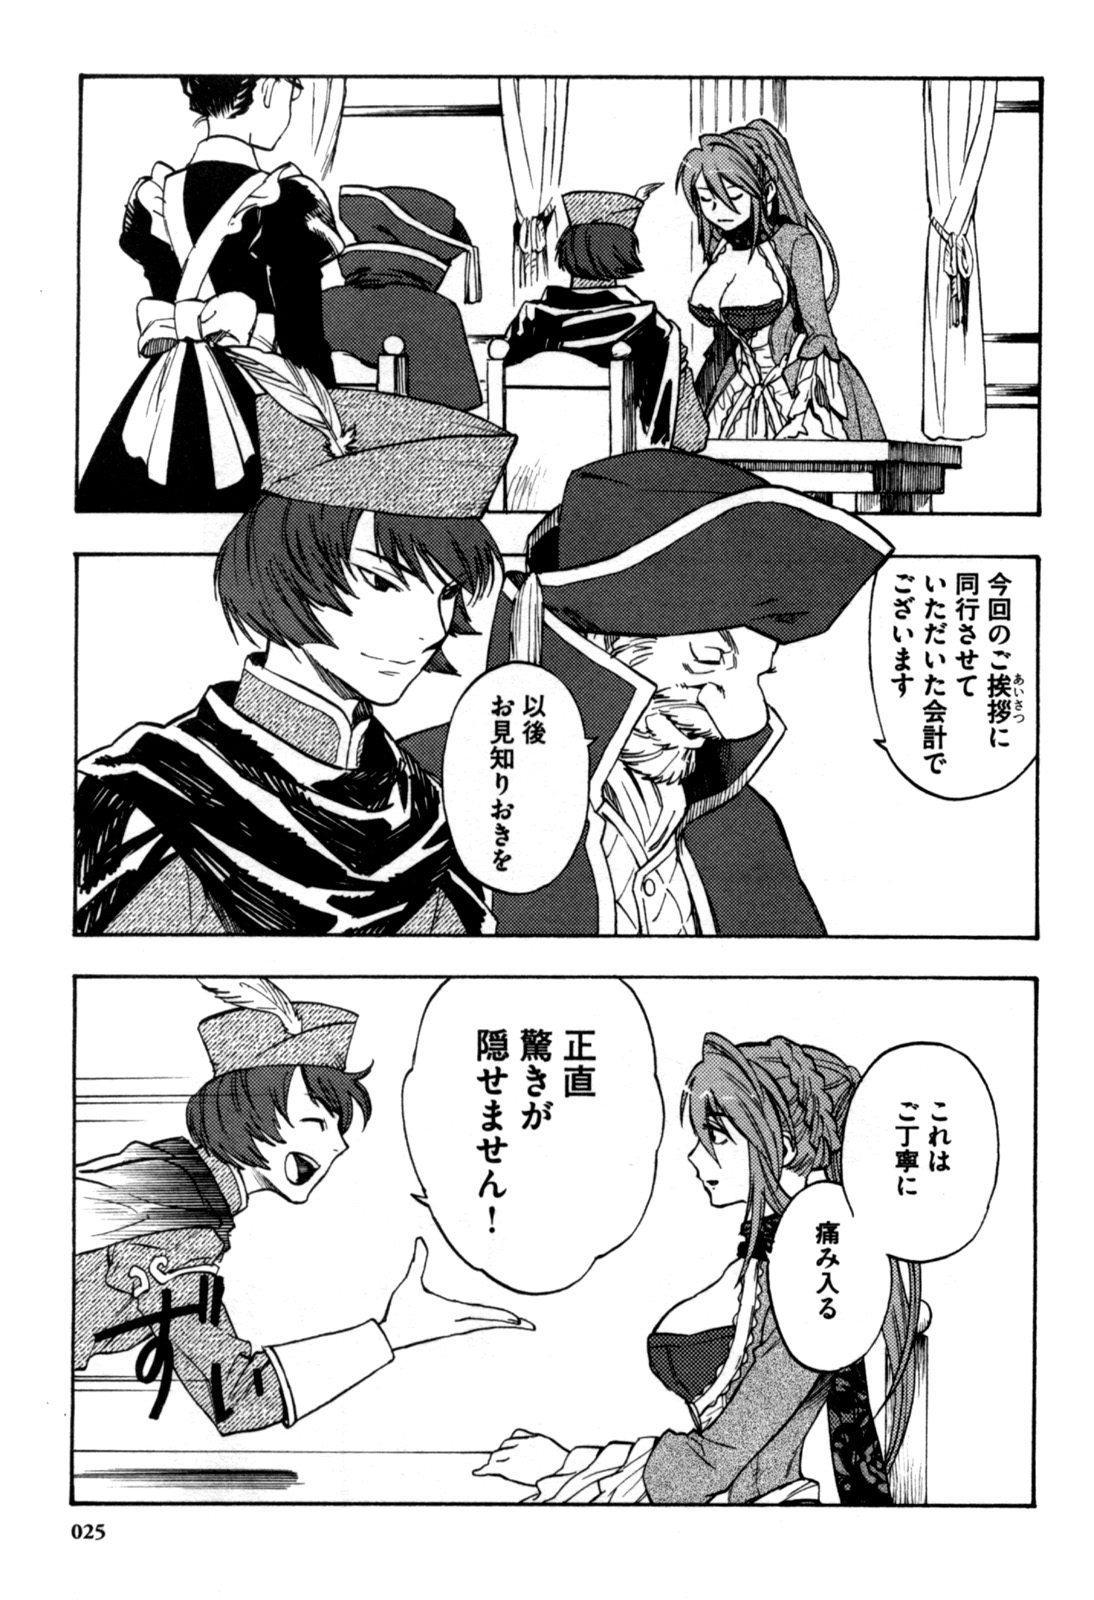 今回のご挨拶に
あいさつ
同行させて
いただいた会計で
ございます
以後
お見知りおきを
これは
ご丁寧に
痛み入る
正直
驚きが
隠せません!
ずいっ
025